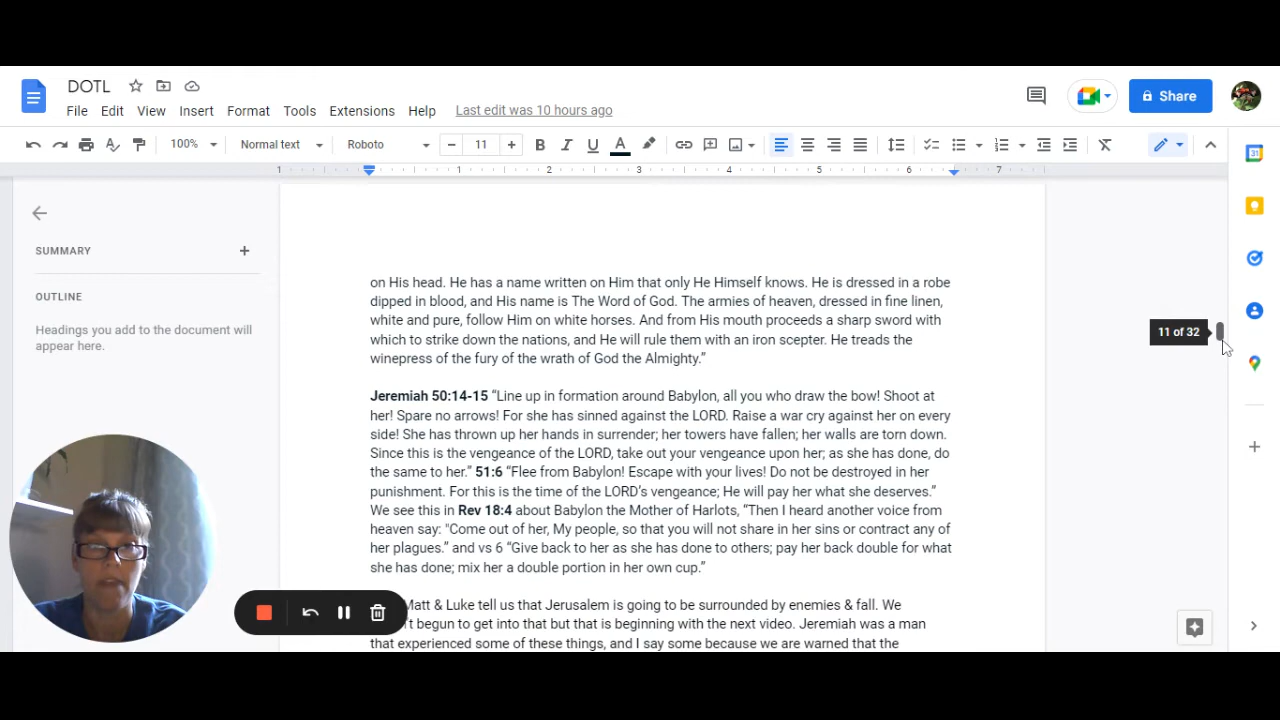 DOTL
File Edit View Insert Format Tools Extensions Help Last edit was 10 hours ago
Share
100% Normal text Roboto 11
1 1 2 3 4 5 6 7
31
SUMMARY
OUTLINE
Headings you add to the document will
appear here.
11 of 32
on His head. He has a name written on Him that only He Himself knows. He is dressed in a robe
dipped in blood, and His name is The Word of God. The armies of heaven, dressed in fine linen,
white and pure, follow Him on white horses. And from His mouth proceeds a sharp sword with
which to strike down the nations, and He will rule them with an iron scepter. He treads the
winepress of the fury of the wrath of God the Almighty.”
Jeremiah 50:14-15 “Line up in formation around Babylon, all you who draw the bow! Shoot at
her! Spare no arrows! For she has sinned against the LORD. Raise a war cry against her on every
side! She has thrown up her hands in surrender; her towers have fallen; her walls are torn down.
Since this is the vengeance of the LORD, take out your vengeance upon her; as she has done, do
the same to her.” 51:6 “Flee from Babylon! Escape with your lives! Do not be destroyed in her
punishment. For this is the time of the LORD’s vengeance; He will pay her what she deserves.”
We see this in Rev 18:4 about Babylon the Mother of Harlots, “Then I heard another voice from
heaven say: "Come out of her, My people, so that you will not share in her sins or contract any of
her plagues.” and vs 6 “Give back to her as she has done to others; pay her back double for what
she has done; mix her a double portion in her own cup.”
Matt & Luke tell us that Jerusalem is going to be surrounded by enemies & fall. We
begun to get into that but that is beginning with the next video. Jeremiah was a man
that experienced some of these things, and I say some because we are warned that the